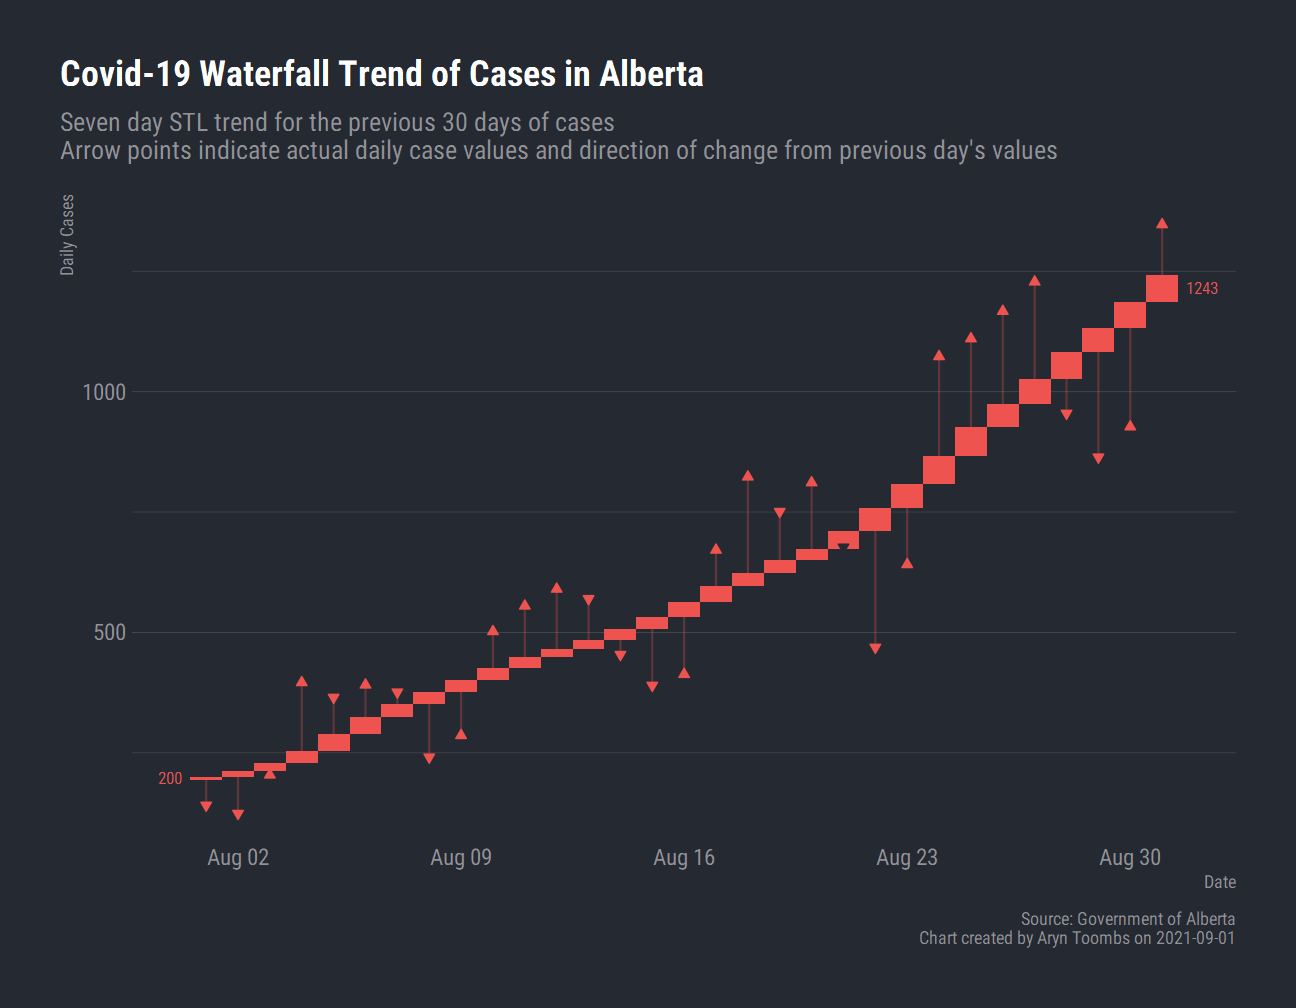 Covid-19 Waterfall Trend of Cases in Alberta
Seven day STL trend for the previous 30 days of cases
Arrow points indicate actual daily case values and direction of change from previous day's values
Daily Cases
1243
1000
500
200
Aug 02 Aug 09 Aug 16 Aug 23 Aug 30
Date
Source: Government of Alberta
Chart created by Aryn Toombs on 2021-09-01